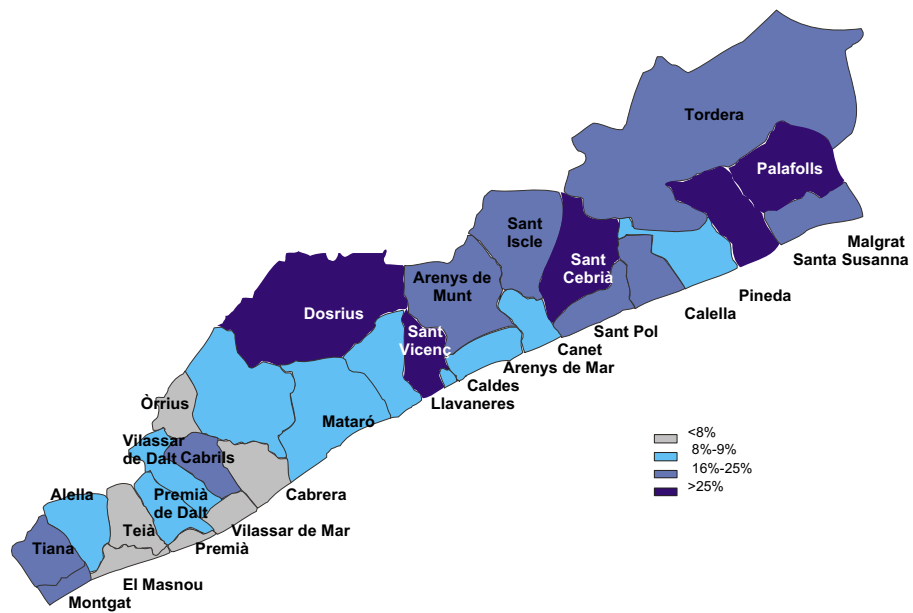 Tordera
Palafolls
Sant
Iscle
Malgrat
Santa Susanna
Sant
Cebrià
Arenys de
Munt
Pineda
Calella
Dosrius
Sant Pol
Sant
Vicenç
Canet
Arenys de Mar
Caldes
Llavaneres
Òrrius
Mataró
Vilassar
de Dalt
Cabrils
Cabrera
Alella
Premià
de Dalt
Teià
Vilassar de Mar
Tiana
Premià
El Masnou
Montgat
<8%
8%-9%
16%-25%
>25%